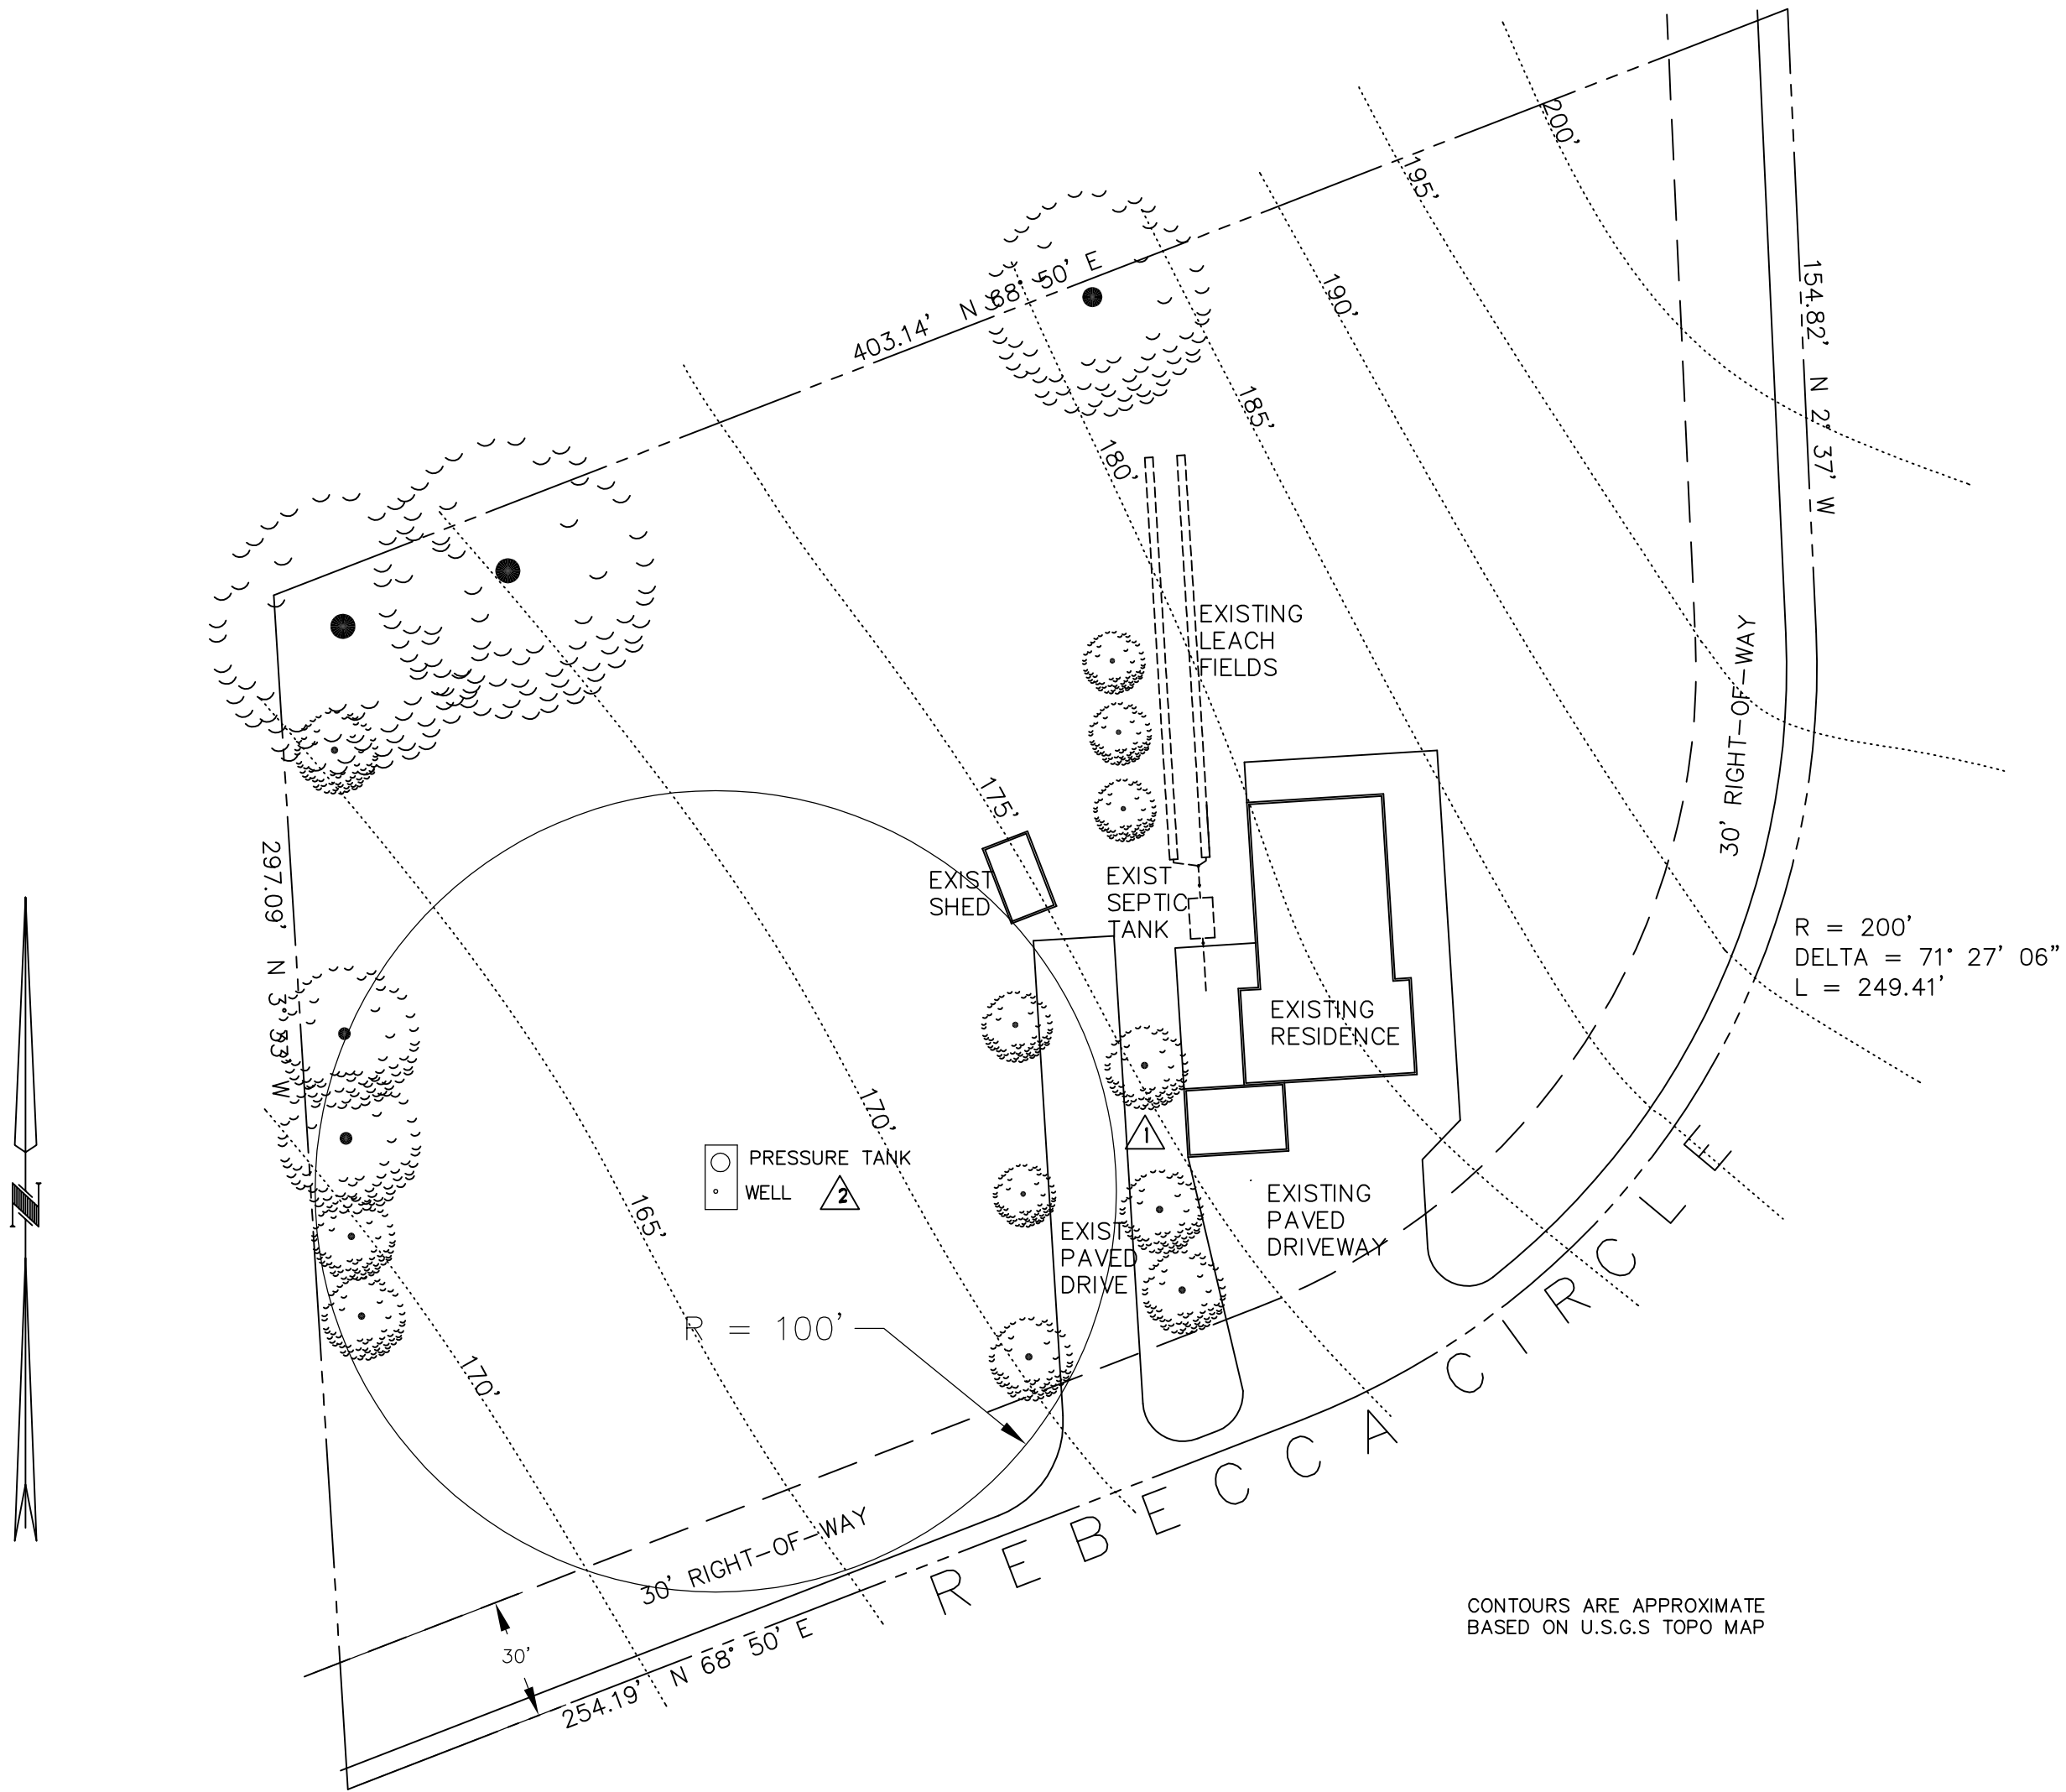 200'
195'
190'
185'
180'
403.14' N 68° 50' E
154.82' N 2° 37' W
EXISTING
LEACH
FIELDS
30' RIGHT-OF-WAY
175'
297.09' N 3° 33' W
EXIST
SHED
EXIST
SEPTIC
TANK
R = 200'
DELTA = 71° 27' 06"
L = 249.41'
EXISTING
RESIDENCE
170'
1
PRESSURE TANK
WELL
2
165'
EXIST
PAVED
DRIVE
EXISTING
PAVED
DRIVEWAY
R = 100'
170'
30' RIGHT-OF-WAY
REBECCA CIRCLE
30'
254.19' N 68° 50' E
CONTOURS ARE APPROXIMATE
BASED ON U.S.G.S TOPO MAP
N